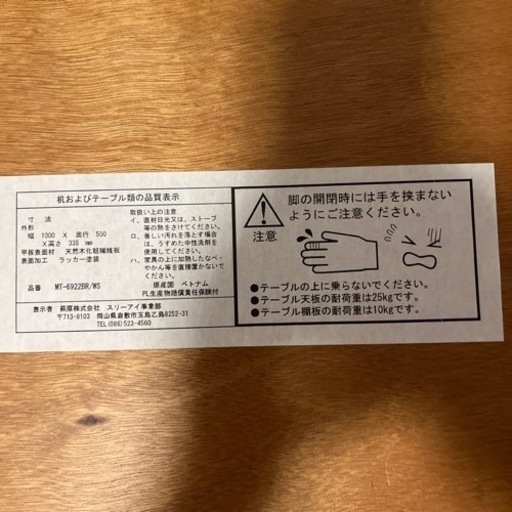 机およびテーブル類の品質表示
寸 法
外形
幅 1000 X 奥行 500
X高さ 335 mm
甲板表面材 天然木化粧繊維板
表面加工 ラッカー塗装
取扱い上の注意
イ、直射日光又は、ストーブ
等の熱をさけてください。
ロ、著しい汚れを落とす場合
は、うすめた中性洗剤を
使用してください。
ハ、家具の上に加熱したなべ・
やかん等を直接置かないで
ください。
品番 MT-6922BR/WS
原産国 ベトナム
PL生産物賠償責任保険付
表示者 萩原株式会社 スリーアイ事業部
〒713-8103 岡山県倉敷市玉島乙島8252-31
TEL(086)523-4560
注意
脚の開閉時には手を挟まない
ようにご注意ください。
●テーブルの上に乗らないでください。
●テーブル天板の耐荷重は25kgです。
●テーブル棚板の耐荷重は10kgです。